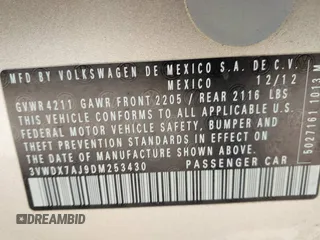 MFD. BY VOLKSWAGEN DE MEXICO S.A. DE C.V.
MEXICO 12/12
GVWR 4211 GAWR FRONT 2205 / REAR 2116 LBS
THIS VEHICLE CONFORMS TO ALL APPLICABLE
FEDERAL MOTOR VEHICLE SAFETY, BUMPER, AND
THEFT PREVENTION STANDARDS IN EFFECT ON THE
DATE OF MANUFACTURE SHOWN ABOVE.
3VWDX7AJ9DM253430 PASSENGER CAR
5027161 1013 M
DREAMBID